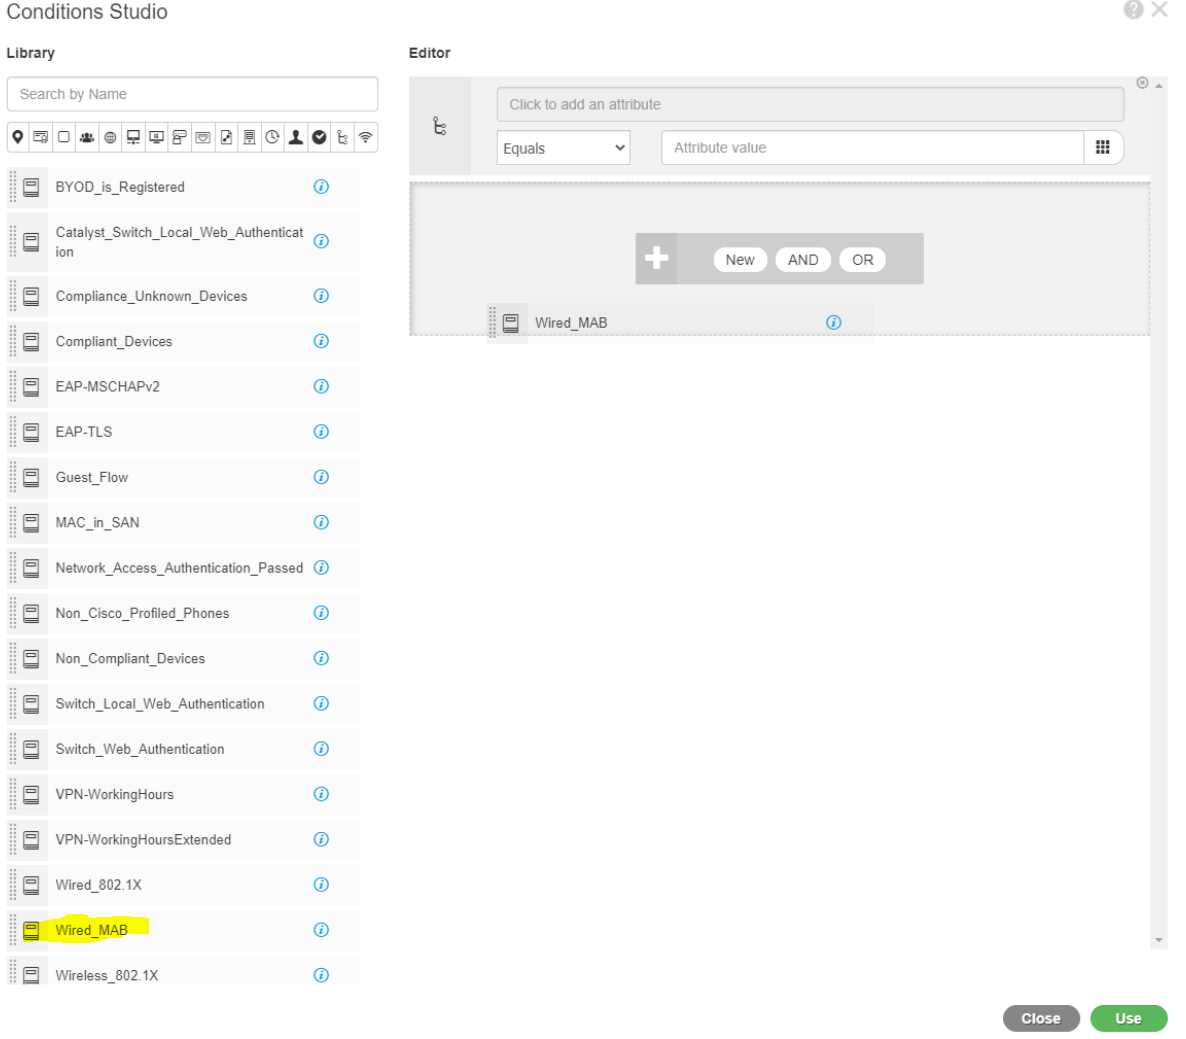 Conditions Studio
Library
Editor
Search by Name
Click to add an attribute
Equals
Attribute value
BYOD_is_Registered
Catalyst_Switch_Local_Web_Authenticat
ion
New
AND
OR
Compliance_Unknown_Devices
Wired_MAB
Compliant_Devices
EAP-MSCHAPv2
EAP-TLS
Guest_Flow
MAC_in_SAN
Network_Access_Authentication_Passed
Non_Cisco_Profiled_Phones
Non_Compliant_Devices
Switch_Local_Web_Authentication
Switch_Web_Authentication
VPN-WorkingHours
VPN-WorkingHoursExtended
Wired_802.1X
Wired_MAB
Wireless_802.1X
Close
Use